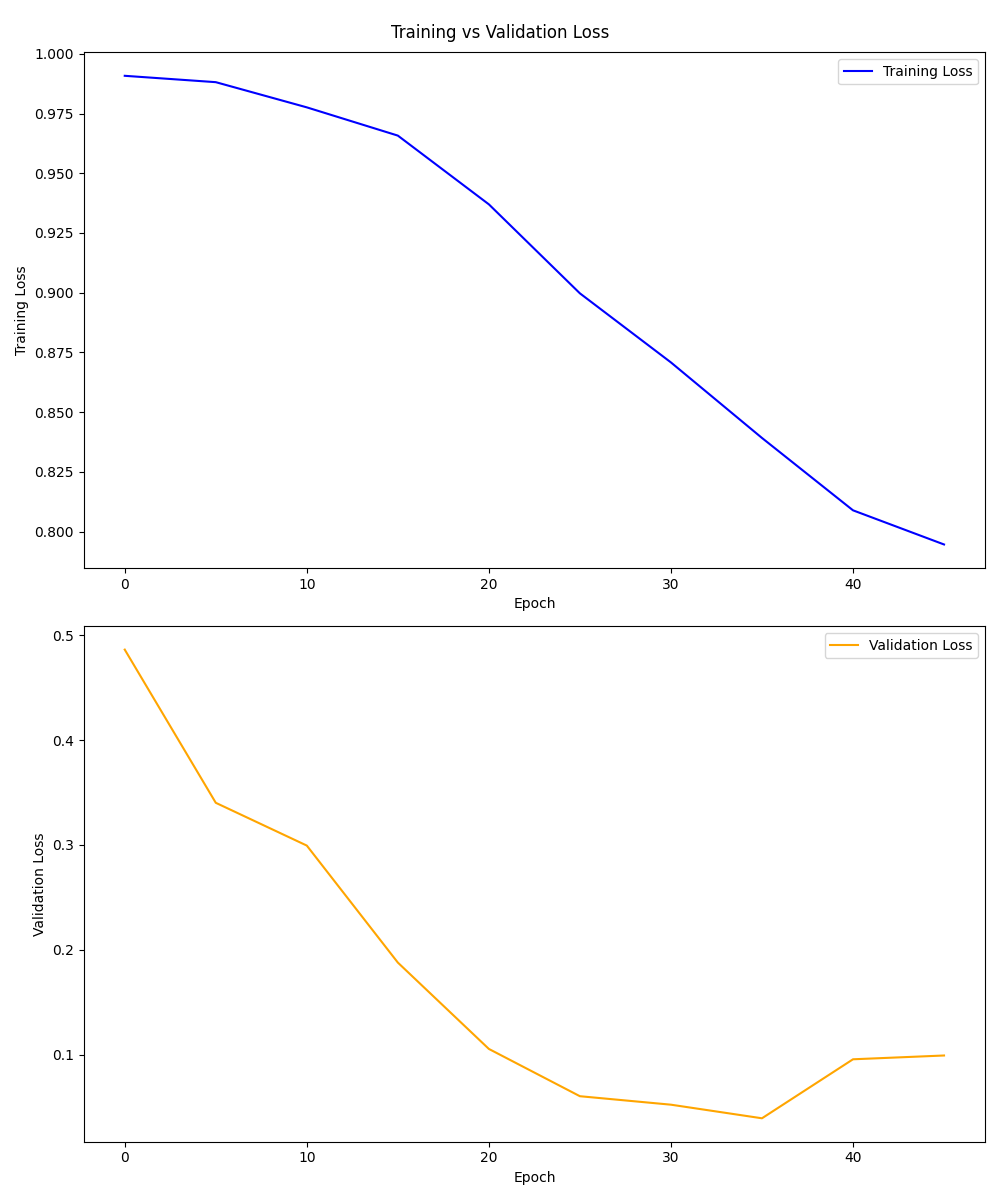 Training vs Validation Loss
1.000
Training Loss
0.975
0.950
0.925
0.900
Training Loss
0.875
0.850
0.825
0.800
0 10 20 30 40
Epoch
0.5
Validation Loss
0.4
0.3
Validation Loss
0.2
0.1
0 10 20 30 40
Epoch